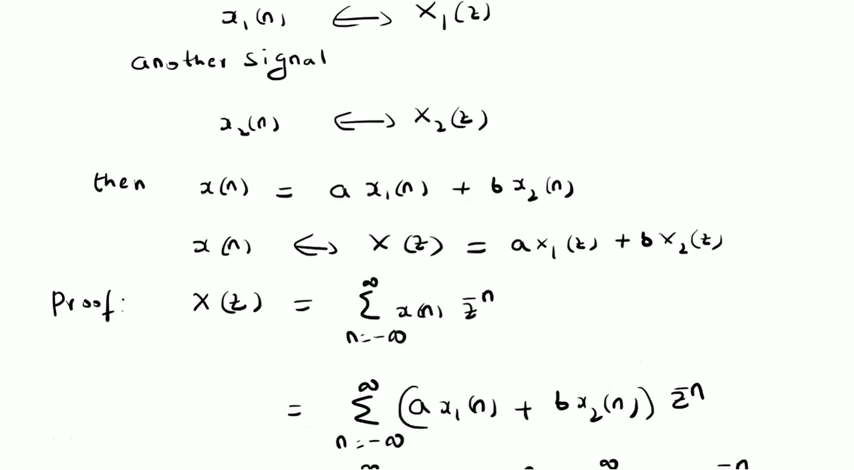 x₁(n) ⟺ X₁(z)
another signal
x₂(n) ⟺ X₂(z)
then x(n) = a x₁(n) + b x₂(n)
x(n) ⟺ X(z) = a X₁(z) + b X₂(z)
Proof: X(z) = ∑_{n=-∞}^{∞} x(n) z⁻ⁿ
= ∑_{n=-∞}^{∞} (a x₁(n) + b x₂(n)) z⁻ⁿ
∞ ∞ -n